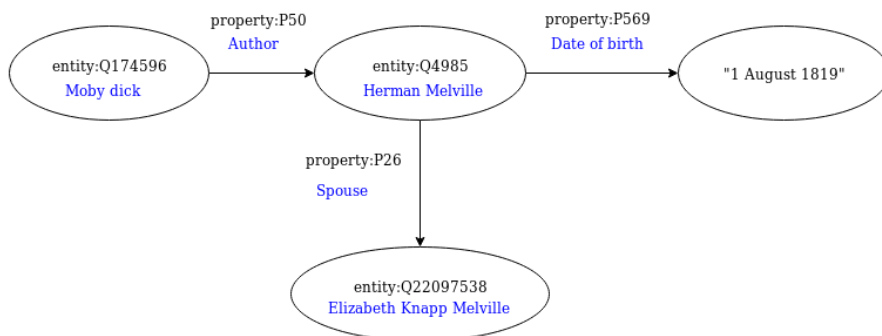 property:P50
Author
property:P569
Date of birth
entity:Q174596
Moby dick
entity:Q4985
Herman Melville
"1 August 1819"
property:P26
Spouse
entity:Q22097538
Elizabeth Knapp Melville